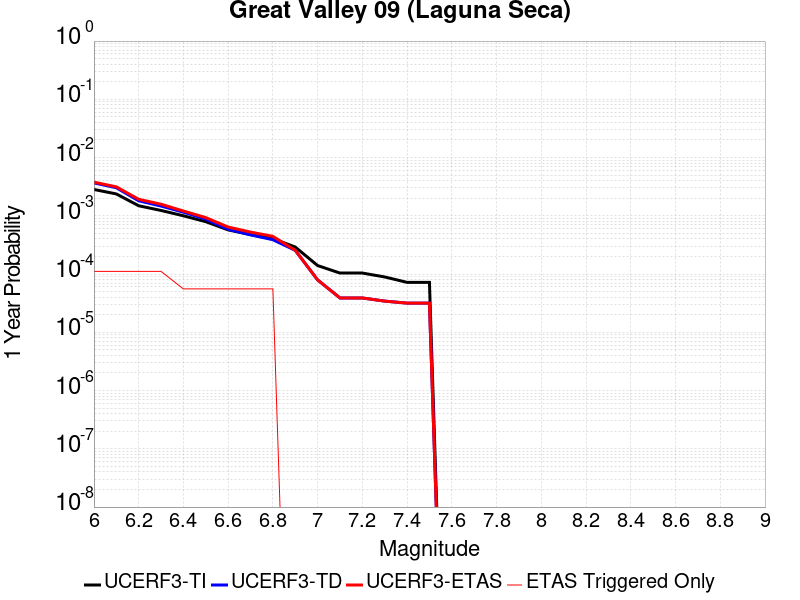 Great Valley 09 (Laguna Seca)
10^0
10^-1
10^-2
10^-3
10^-4
10^-5
10^-6
10^-7
10^-8
1 Year Probability
6 6.2 6.4 6.6 6.8 7 7.2 7.4 7.6 7.8 8 8.2 8.4 8.6 8.8 9
Magnitude
UCERF3-TI UCERF3-TD UCERF3-ETAS ETAS Triggered Only